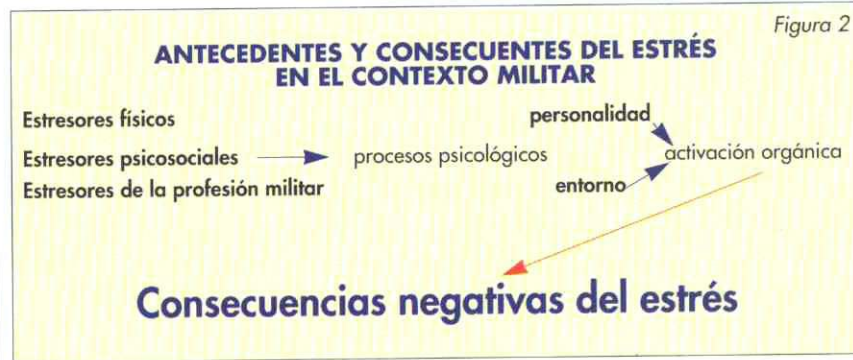 Figura 2
ANTECEDENTES Y CONSECUENTES DEL ESTRÉS
EN EL CONTEXTO MILITAR
Estresores físicos
personalidad
Estresores psicosociales procesos psicológicos activación orgánica
Estresores de la profesión militar entorno
Consecuencias negativas del estrés